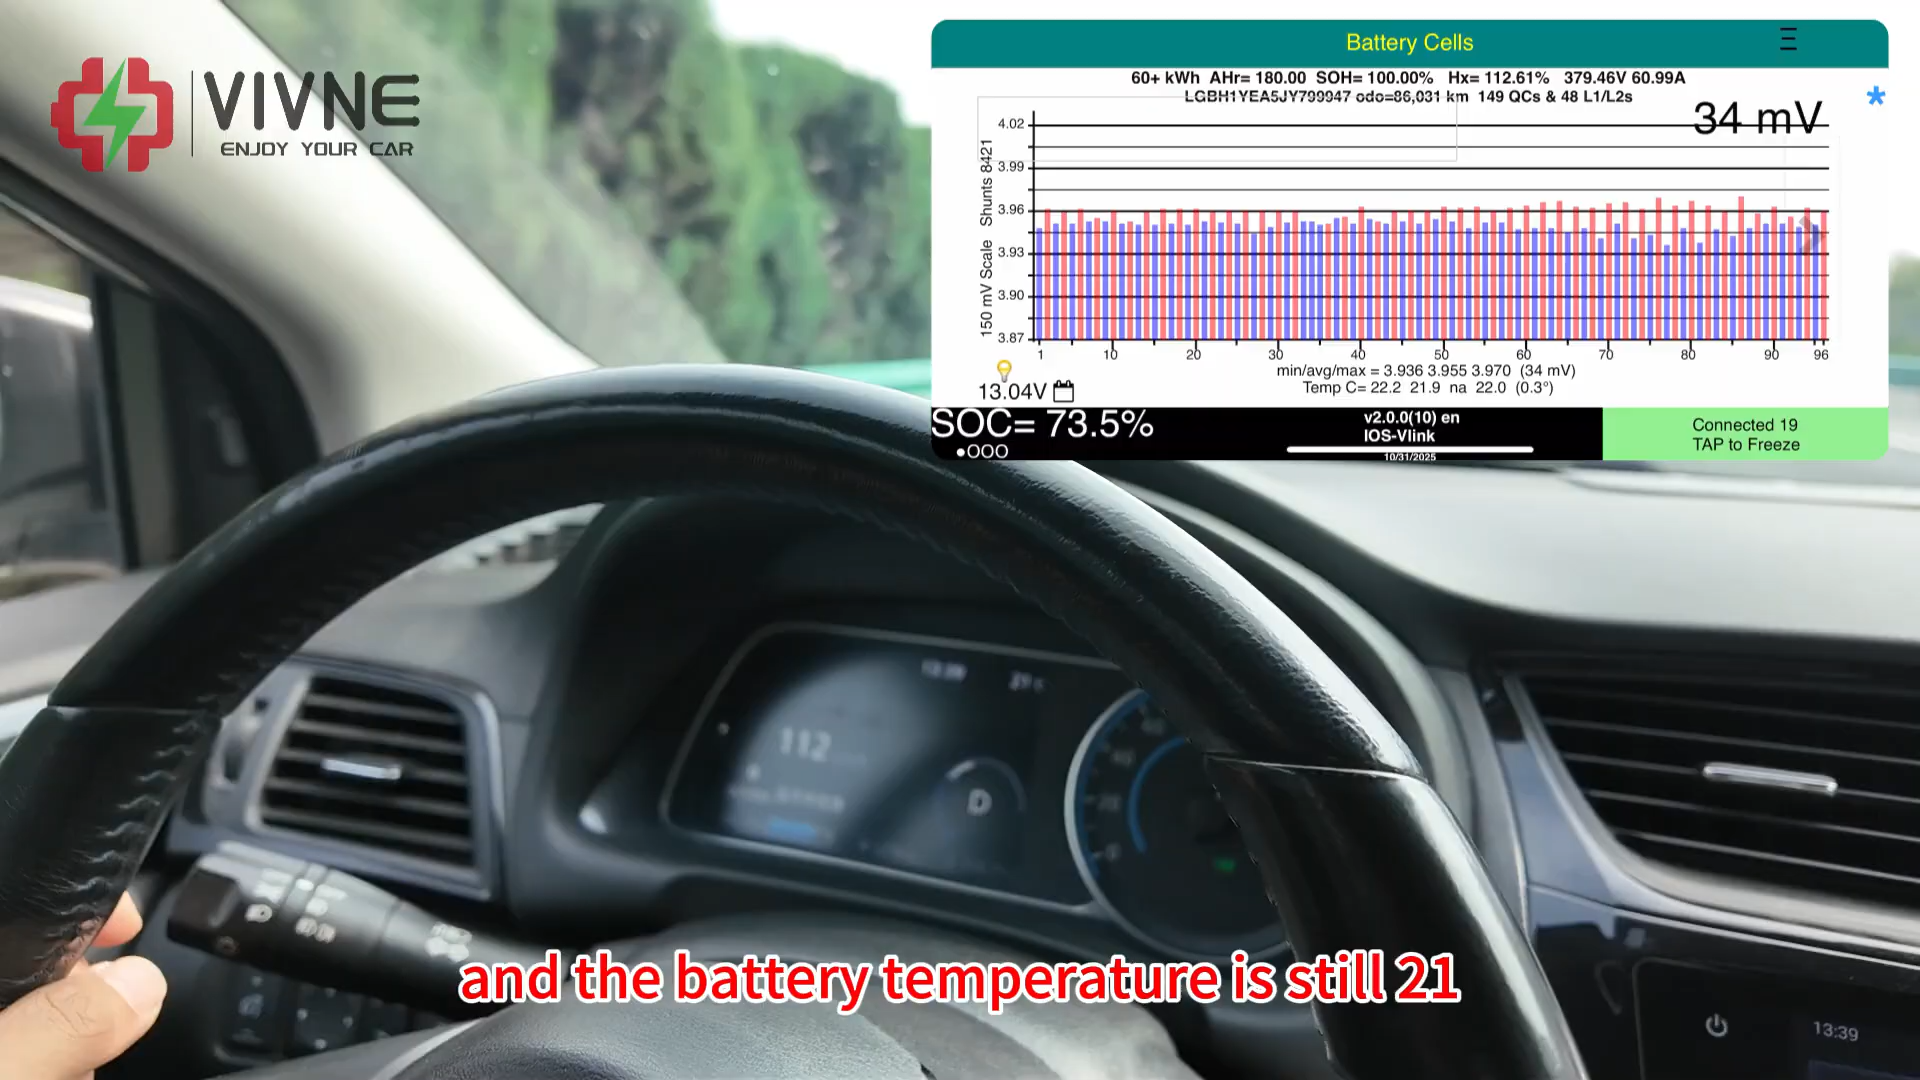 VIVNE
ENJOY YOUR CAR
Battery Cells
60+ kWh AHr= 180.00 SOH= 100.00% Hx= 112.61% 379.46V 60.99A
LGBH1YEA5JY799947 odo=86,031 km 149 QCs & 48 L1/L2s
34 mV
150 mV Scale Shunts 8421
4.02
3.99
3.96
3.93
3.90
3.87
1 10 20 30 40 50 60 70 80 90 96
min/avg/max = 3.936 3.955 3.970 (34 mV)
Temp C= 22.2 21.9 na 22.0 (0.3°)
13.04V
SOC= 73.5%
v2.0.0(10) en
IOS-Vlink
10/31/2025
Connected 19
TAP to Freeze
112
D
13:39
and the battery temperature is still 21